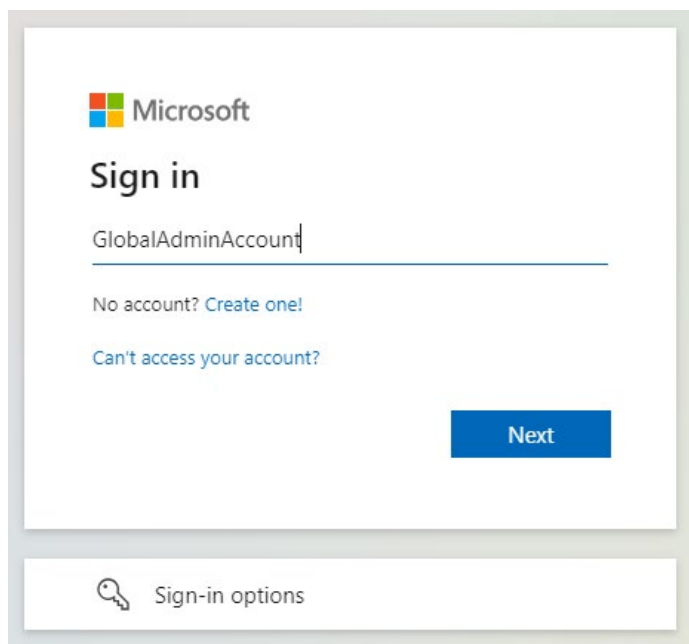 Microsoft
Sign in
GlobalAdminAccount
No account? Create one!
Can't access your account?
Next
Sign-in options